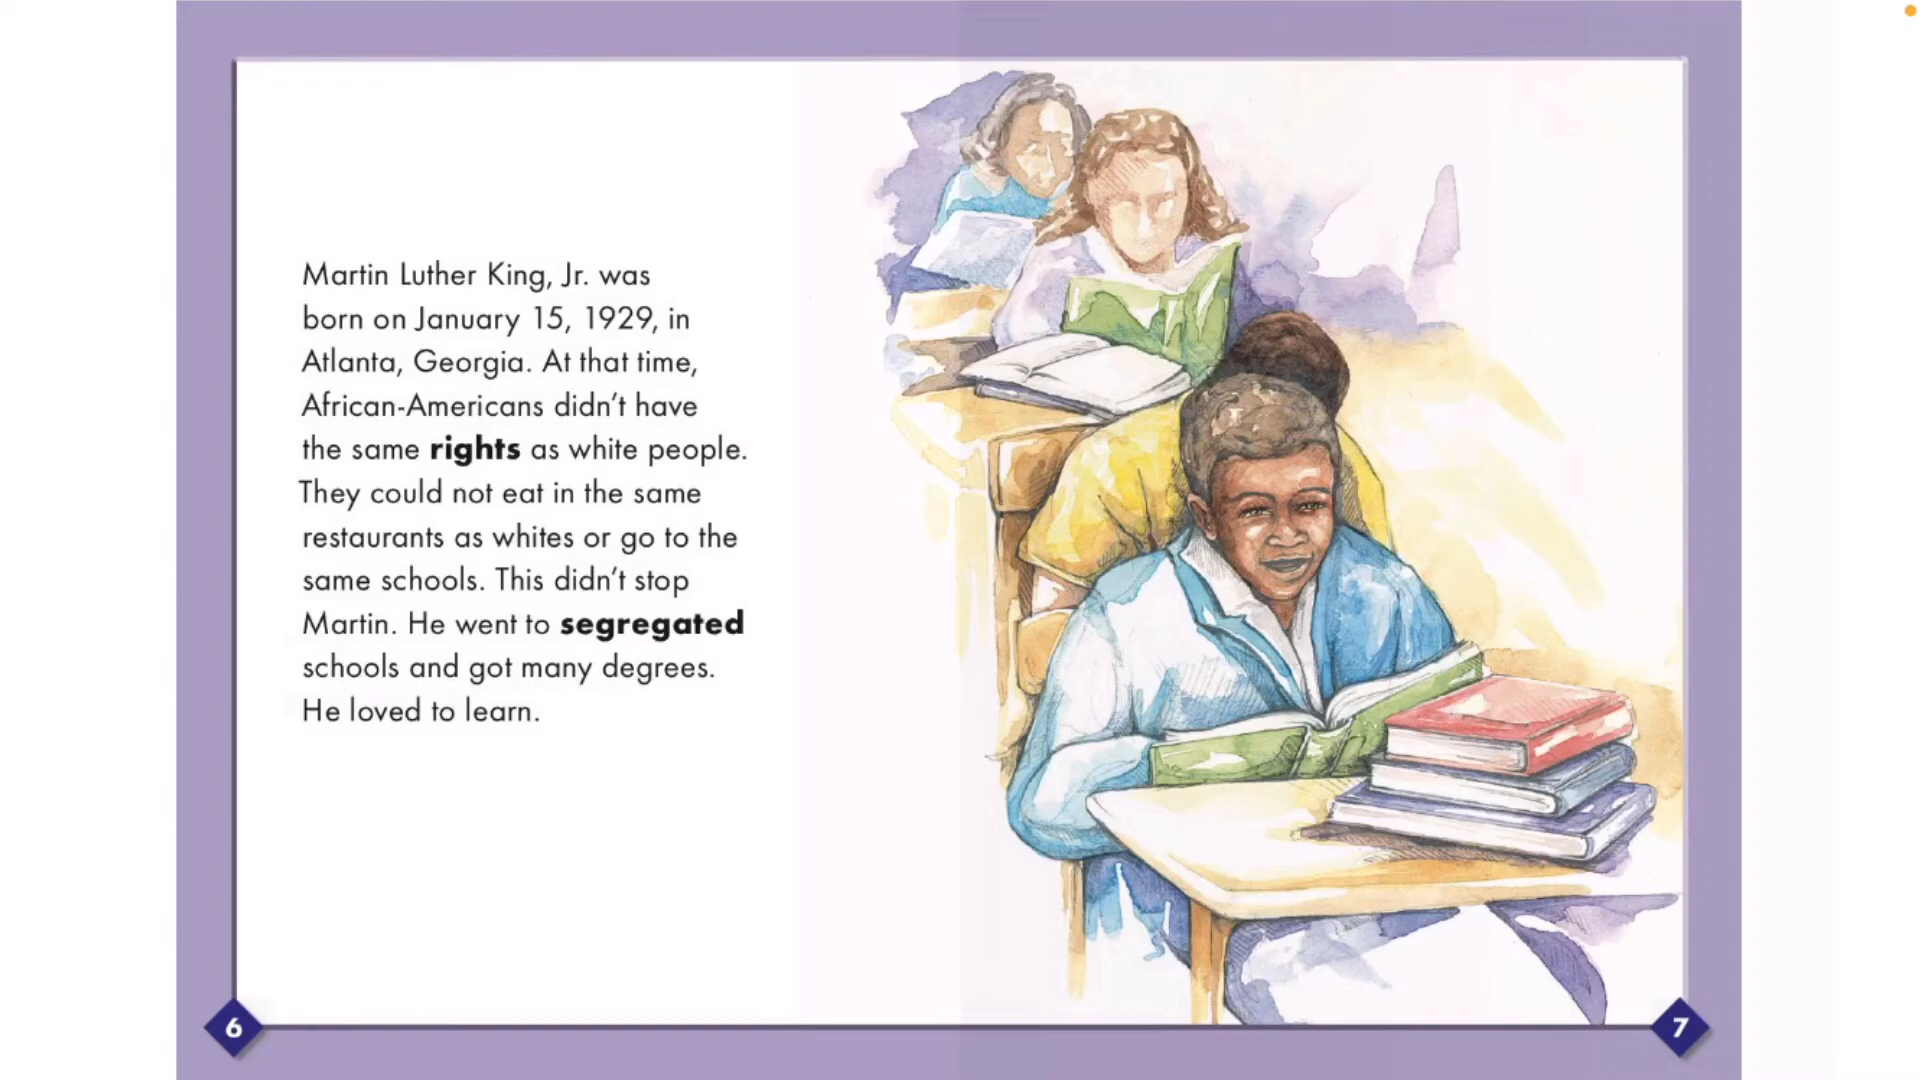 Martin Luther King, Jr. was
born on January 15, 1929, in
Atlanta, Georgia. At that time,
African-Americans didn't have
the same rights as white people.
They could not eat in the same
restaurants as whites or go to the
same schools. This didn't stop
Martin. He went to segregated
schools and got many degrees.
He loved to learn.
6
7